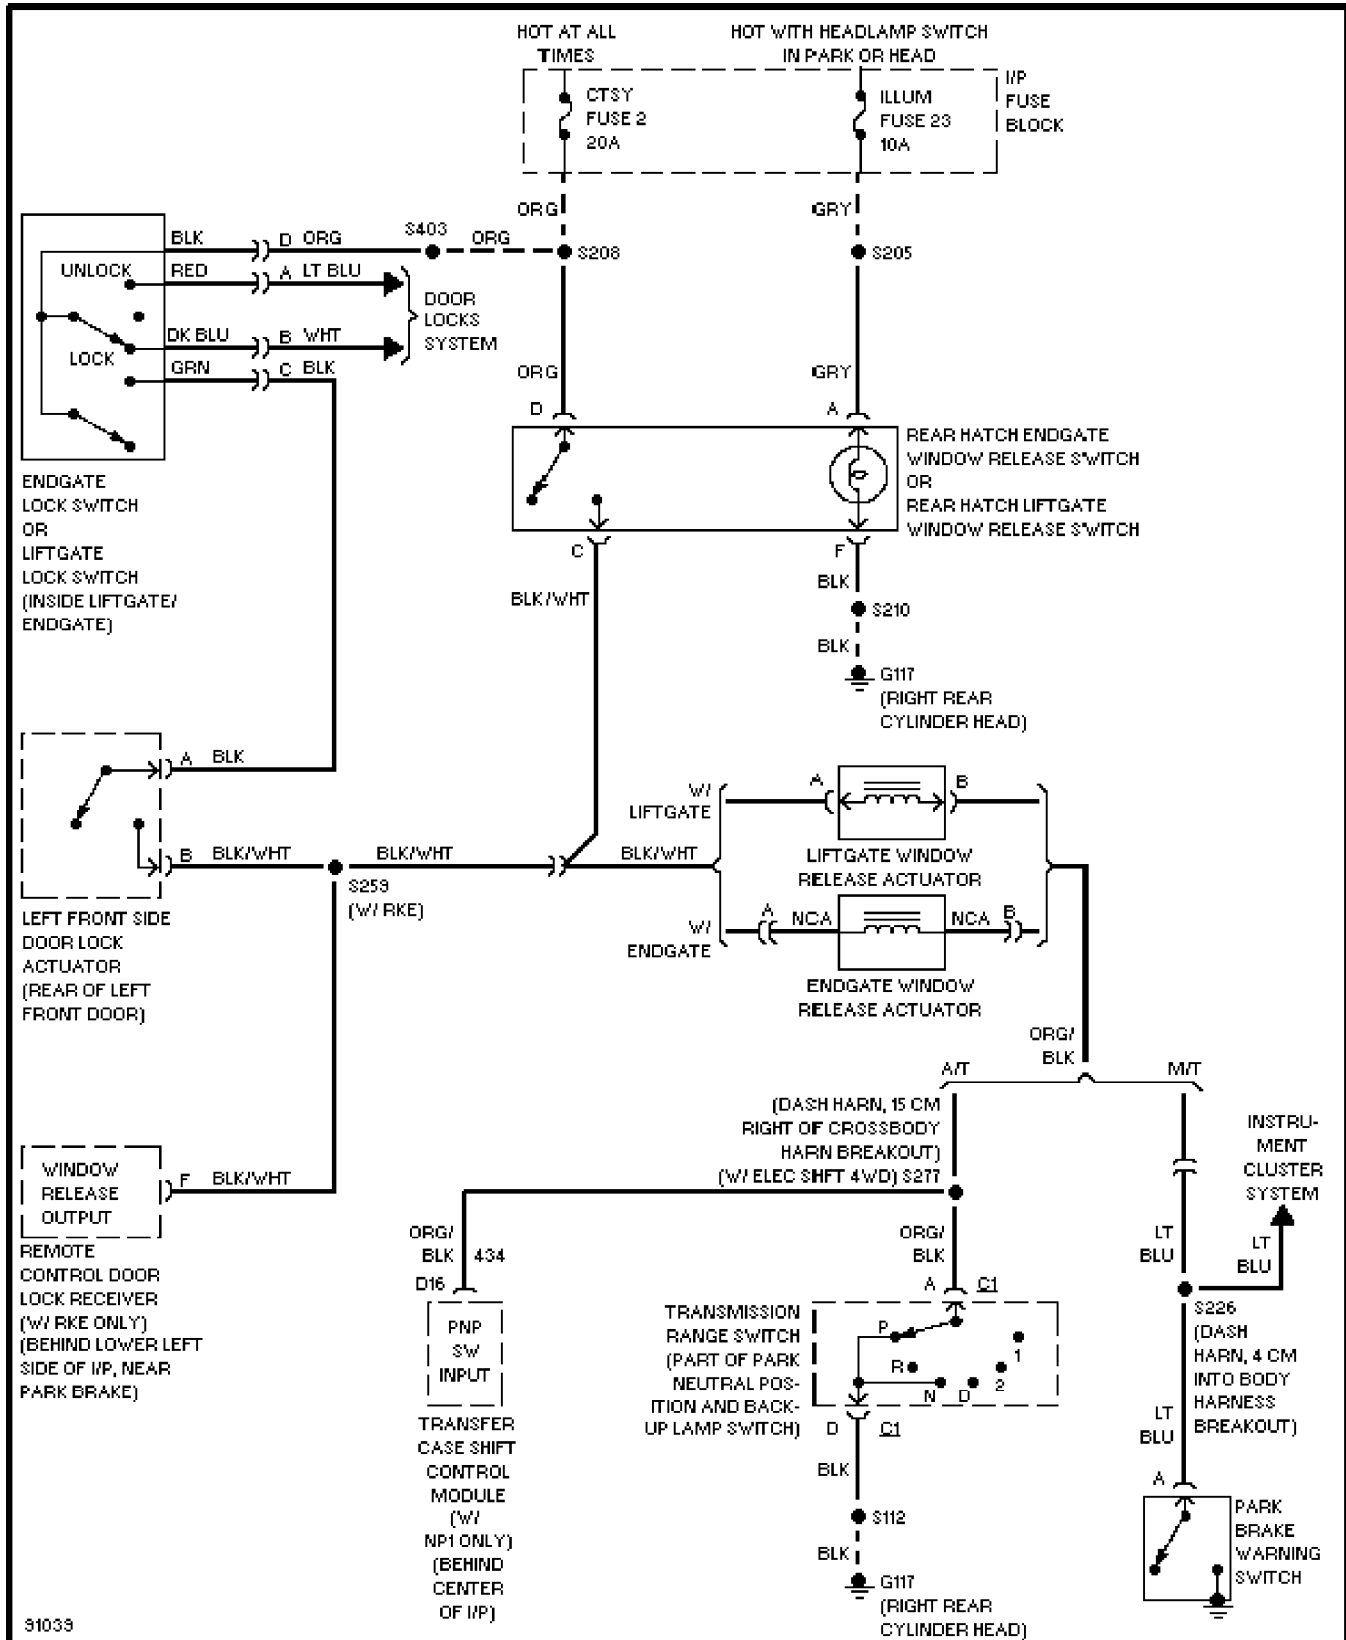 HOT AT ALL
TIMES
HOT WITH HEADLAMP SWITCH
IN PARK OR HEAD
CTSY
FUSE 2
20A
ILLUM
FUSE 23
10A
I/P
FUSE
BLOCK
ORG
GRY
S403
BLK
D
ORG
ORG
S208
S205
UNLOCK
RED
A
LT BLU
DOOR
LOCKS
SYSTEM
DK BLU
B
WHT
LOCK
GRN
C
BLK
ORG
GRY
D
A
REAR HATCH ENDGATE
WINDOW RELEASE SWITCH
OR
REAR HATCH LIFTGATE
WINDOW RELEASE SWITCH
ENDGATE
LOCK SWITCH
OR
LIFTGATE
LOCK SWITCH
(INSIDE LIFTGATE/
ENDGATE)
C
F
BLK
BLK/WHT
S210
BLK
G117
(RIGHT REAR
CYLINDER HEAD)
A
BLK
W/
LIFTGATE
A
B
B
BLK/WHT
BLK/WHT
BLK/WHT
LIFTGATE WINDOW
RELEASE ACTUATOR
S259
(W/ RKE)
LEFT FRONT SIDE
DOOR LOCK
ACTUATOR
(REAR OF LEFT
FRONT DOOR)
W/
ENDGATE
A
NCA
NCA
B
ENDGATE WINDOW
RELEASE ACTUATOR
ORG/
BLK
A/T
M/T
(DASH HARN, 15 CM
RIGHT OF CROSSBODY
HARN BREAKOUT)
(W/ ELEC SHFT 4WD) S277
INSTRU-
MENT
CLUSTER
SYSTEM
WINDOW
RELEASE
OUTPUT
F
BLK/WHT
REMOTE
CONTROL DOOR
LOCK RECEIVER
(W/ RKE ONLY)
(BEHIND LOWER LEFT
SIDE OF I/P, NEAR
PARK BRAKE)
ORG/
BLK
434
D16
ORG/
BLK
A
C1
LT
BLU
LT
BLU
S226
(DASH
HARN, 4 CM
INTO BODY
HARNESS
BREAKOUT)
PNP
SW
INPUT
TRANSFER
CASE SHIFT
CONTROL
MODULE
(W/
NP1 ONLY)
(BEHIND
CENTER
OF I/P)
TRANSMISSION
RANGE SWITCH
(PART OF PARK
NEUTRAL POS-
ITION AND BACK-
UP LAMP SWITCH)
P
R
N
D
2
1
D
C1
BLK
S112
BLK
G117
(RIGHT REAR
CYLINDER HEAD)
LT
BLU
A
PARK
BRAKE
WARNING
SWITCH
91039